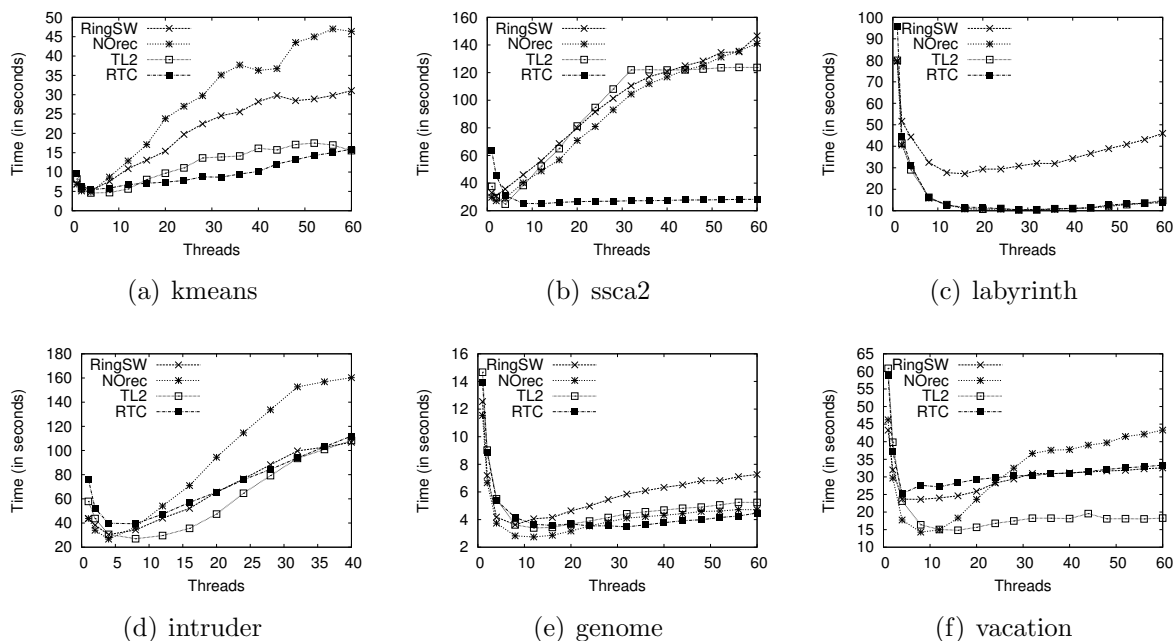 50
45
40
35
30
25
20
15
10
5
0
Time (in seconds)
RingSW
NOrec
TL2
RTC
0 10 20 30 40 50 60
Threads
(a) kmeans
160
140
120
100
80
60
40
20
Time (in seconds)
RingSW
NOrec
TL2
RTC
0 10 20 30 40 50 60
Threads
(b) ssca2
100
90
80
70
60
50
40
30
20
10
Time (in seconds)
RingSW
NOrec
TL2
RTC
0 10 20 30 40 50 60
Threads
(c) labyrinth
180
160
140
120
100
80
60
40
20
Time (in seconds)
RingSW
NOrec
TL2
RTC
0 5 10 15 20 25 30 35 40
Threads
(d) intruder
16
14
12
10
8
6
4
2
Time (in seconds)
RingSW
NOrec
TL2
RTC
0 10 20 30 40 50 60
Threads
(e) genome
65
60
55
50
45
40
35
30
25
20
15
10
Time (in seconds)
RingSW
NOrec
TL2
RTC
0 10 20 30 40 50 60
Threads
(f) vacation